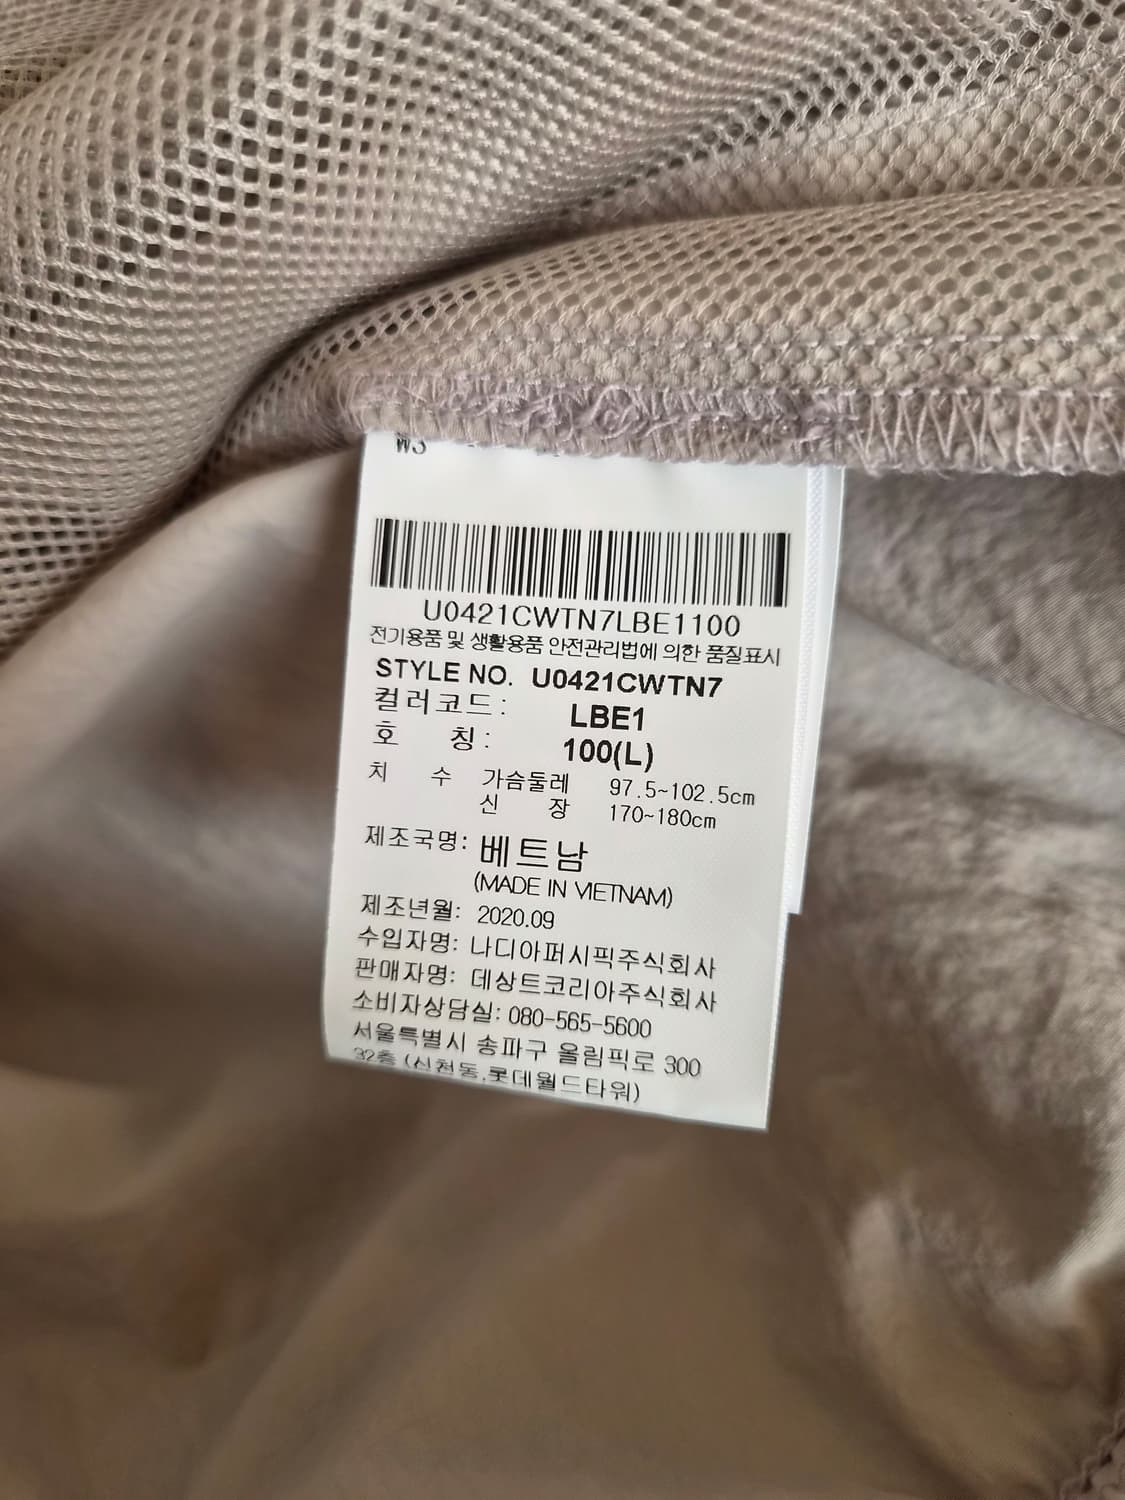 W3
U0421CWTN7LBE1100
전기용품 및 생활용품 안전관리법에 의한 품질표시
STYLE NO. U0421CWTN7
컬러코드: LBE1
호 칭: 100(L)
치 수 가슴둘레 97.5~102.5cm
신 장 170~180cm
제조국명: 베트남
(MADE IN VIETNAM)
제조년월: 2020.09
수입자명: 나디아퍼시픽주식회사
판매자명: 데상트코리아주식회사
소비자상담실: 080-565-5600
서울특별시 송파구 올림픽로 300
32층 (신천동,롯데월드타워)